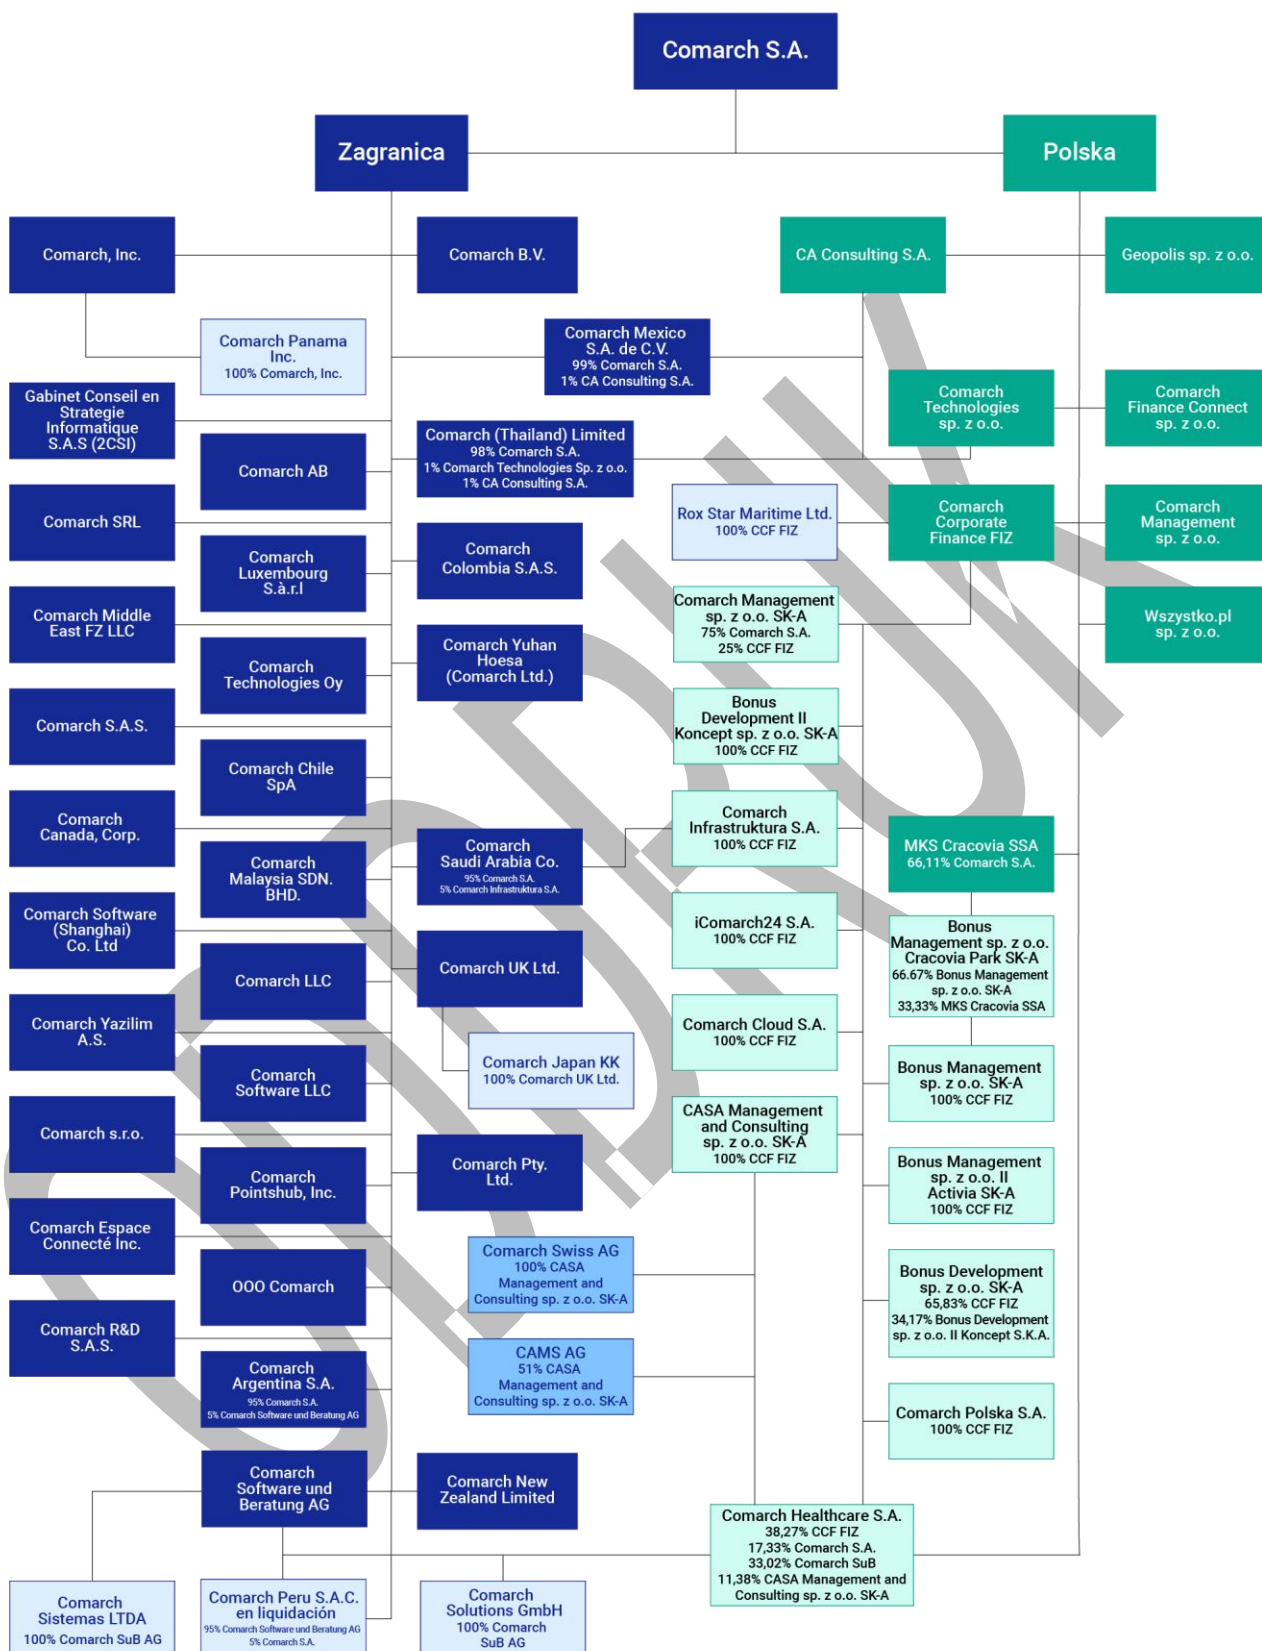 Comarch S.A.
Zagranica
Polska
Comarch, Inc.
Comarch B.V.
CA Consulting S.A.
Geopolis sp. z o.o.
Comarch Panama
Inc.
100% Comarch, Inc.
Comarch Mexico
S.A. de C.V.
99% Comarch S.A.
1% CA Consulting S.A.
Gabinet Conseil en
Strategie
Informatique
S.A.S (2CSI)
Comarch
Technologies
sp. z o.o.
Comarch
Finance Connect
sp. z o.o.
Comarch AB
Comarch (Thailand) Limited
98% Comarch S.A.
1% Comarch Technologies Sp. z o.o.
1% CA Consulting S.A.
Comarch SRL
Rox Star Maritime Ltd.
100% CCF FIZ
Comarch
Corporate
Finance FIZ
Comarch
Management
sp. z o.o.
Comarch
Luxembourg
S.à.r.l
Comarch
Colombia S.A.S.
Comarch Middle
East FZ LLC
Comarch Management
sp. z o.o. SK-A
75% Comarch S.A.
25% CCF FIZ
Wszystko.pl
sp. z o.o.
Comarch
Technologies Oy
Comarch Yuhan
Hoesa
(Comarch Ltd.)
Comarch S.A.S.
Bonus
Development II
Koncept sp. z o.o. SK-A
100% CCF FIZ
Comarch Chile
SpA
Comarch
Canada, Corp.
Comarch
Infrastruktura S.A.
100% CCF FIZ
MKS Cracovia SSA
66,11% Comarch S.A.
Comarch
Malaysia SDN.
BHD.
Comarch
Saudi Arabia Co.
95% Comarch S.A.
5% Comarch Infrastruktura S.A.
Comarch Software
(Shanghai)
Co. Ltd
iComarch24 S.A.
100% CCF FIZ
Bonus
Management sp. z o.o.
Cracovia Park SK-A
66.67% Bonus Management
sp. z o.o. SK-A
33,33% MKS Cracovia SSA
Comarch LLC
Comarch UK Ltd.
Comarch Yazilim
A.S.
Comarch Cloud S.A.
100% CCF FIZ
Comarch
Software LLC
Comarch Japan KK
100% Comarch UK Ltd.
Bonus Management
sp. z o.o. SK-A
100% CCF FIZ
Comarch s.r.o.
CASA Management
and Consulting
sp. z o.o. SK-A
100% CCF FIZ
Comarch
Pointshub, Inc.
Comarch Pty.
Ltd.
Bonus Management
sp. z o.o. II
Activia SK-A
100% CCF FIZ
Comarch Espace
Connecté Inc.
OOO Comarch
Comarch Swiss AG
100% CASA
Management and
Consulting sp. z o.o. SK-A
Bonus Development
sp. z o.o. SK-A
65,83% CCF FIZ
34,17% Bonus Development
sp. z o.o. II Koncept S.K.A.
Comarch R&D
S.A.S.
Comarch
Argentina S.A.
95% Comarch S.A.
5% Comarch Software und Beratung AG
CAMS AG
51% CASA
Management and
Consulting sp. z o.o. SK-A
Comarch Polska S.A.
100% CCF FIZ
Comarch
Software und
Beratung AG
Comarch New
Zealand Limited
Comarch Healthcare S.A.
38,27% CCF FIZ
17,33% Comarch S.A.
33,02% Comarch SuB
11,38% CASA Management and
Consulting sp. z o.o. SK-A
Comarch
Sistemas LTDA
100% Comarch SuB AG
Comarch Peru S.A.C.
en liquidación
95% Comarch Software und Beratung AG
5% Comarch S.A.
Comarch
Solutions GmbH
100% Comarch
SuB AG